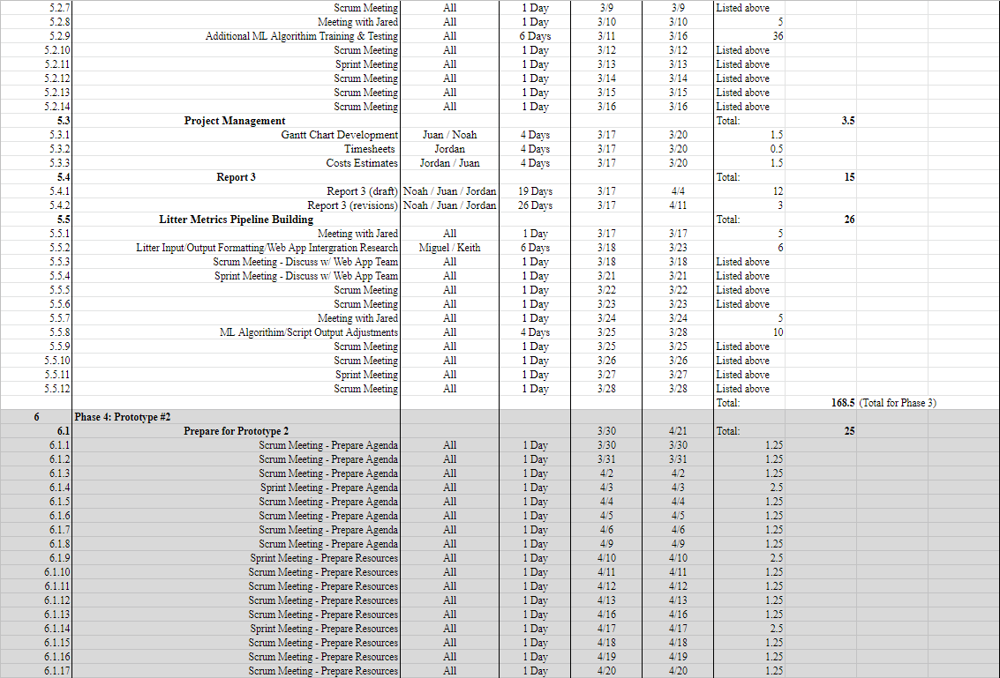 5.2.7 Scrum Meeting All 1 Day 3/9 3/9 Listed above
5.2.8 Meeting with Jared All 1 Day 3/10 3/10 5
5.2.9 Additional ML Algorithim Training & Testing All 6 Days 3/11 3/16 36
5.2.10 Scrum Meeting All 1 Day 3/12 3/12 Listed above
5.2.11 Sprint Meeting All 1 Day 3/13 3/13 Listed above
5.2.12 Scrum Meeting All 1 Day 3/14 3/14 Listed above
5.2.13 Scrum Meeting All 1 Day 3/15 3/15 Listed above
5.2.14 Scrum Meeting All 1 Day 3/16 3/16 Listed above
5.3 Project Management Total: 3.5
5.3.1 Gantt Chart Development Juan / Noah 4 Days 3/17 3/20 1.5
5.3.2 Timesheets Jordan 4 Days 3/17 3/20 0.5
5.3.3 Costs Estimates Jordan / Juan 4 Days 3/17 3/20 1.5
5.4 Report 3 Total: 15
5.4.1 Report 3 (draft) Noah / Juan / Jordan 19 Days 3/17 4/4 12
5.4.2 Report 3 (revisions) Noah / Juan / Jordan 26 Days 3/17 4/11 3
5.5 Litter Metrics Pipeline Building Total: 26
5.5.1 Meeting with Jared All 1 Day 3/17 3/17 5
5.5.2 Litter Input/Output Formatting/Web App Intergration Research Miguel / Keith 6 Days 3/18 3/23 6
5.5.3 Scrum Meeting - Discuss w/ Web App Team All 1 Day 3/18 3/18 Listed above
5.5.4 Sprint Meeting - Discuss w/ Web App Team All 1 Day 3/21 3/21 Listed above
5.5.5 Scrum Meeting All 1 Day 3/22 3/22 Listed above
5.5.6 Scrum Meeting All 1 Day 3/23 3/23 Listed above
5.5.7 Meeting with Jared All 1 Day 3/24 3/24 5
5.5.8 ML Algorithim/Script Output Adjustments All 4 Days 3/25 3/28 10
5.5.9 Scrum Meeting All 1 Day 3/25 3/25 Listed above
5.5.10 Scrum Meeting All 1 Day 3/26 3/26 Listed above
5.5.11 Sprint Meeting All 1 Day 3/27 3/27 Listed above
5.5.12 Scrum Meeting All 1 Day 3/28 3/28 Listed above
Total: 168.5 (Total for Phase 3)
6 Phase 4: Prototype #2
6.1 Prepare for Prototype 2 3/30 4/21 Total: 25
6.1.1 Scrum Meeting - Prepare Agenda All 1 Day 3/30 3/30 1.25
6.1.2 Scrum Meeting - Prepare Agenda All 1 Day 3/31 3/31 1.25
6.1.3 Scrum Meeting - Prepare Agenda All 1 Day 4/2 4/2 1.25
6.1.4 Sprint Meeting - Prepare Agenda All 1 Day 4/3 4/3 2.5
6.1.5 Scrum Meeting - Prepare Agenda All 1 Day 4/4 4/4 1.25
6.1.6 Scrum Meeting - Prepare Agenda All 1 Day 4/5 4/5 1.25
6.1.7 Scrum Meeting - Prepare Agenda All 1 Day 4/6 4/6 1.25
6.1.8 Scrum Meeting - Prepare Agenda All 1 Day 4/9 4/9 1.25
6.1.9 Sprint Meeting - Prepare Resources All 1 Day 4/10 4/10 2.5
6.1.10 Scrum Meeting - Prepare Resources All 1 Day 4/11 4/11 1.25
6.1.11 Scrum Meeting - Prepare Resources All 1 Day 4/12 4/12 1.25
6.1.12 Scrum Meeting - Prepare Resources All 1 Day 4/13 4/13 1.25
6.1.13 Scrum Meeting - Prepare Resources All 1 Day 4/16 4/16 1.25
6.1.14 Sprint Meeting - Prepare Resources All 1 Day 4/17 4/17 2.5
6.1.15 Scrum Meeting - Prepare Resources All 1 Day 4/18 4/18 1.25
6.1.16 Scrum Meeting - Prepare Resources All 1 Day 4/19 4/19 1.25
6.1.17 Scrum Meeting - Prepare Resources All 1 Day 4/20 4/20 1.25